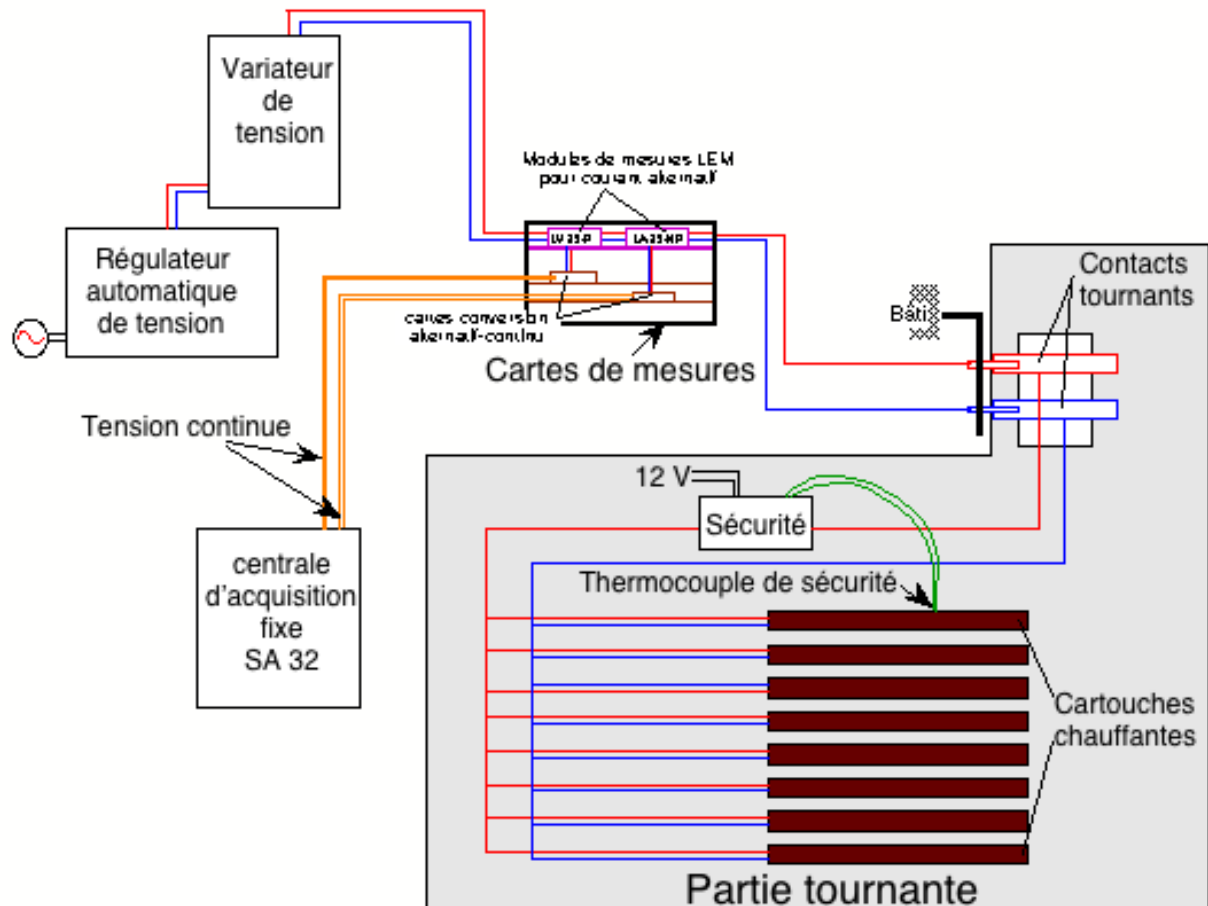 Variateur
de
tension
Régulateur
automatique
de tension
Modules de mesures LEM
pour courant alternatif
LV 25-P
LA 25-NP
cartes conversion
alternatif-continu
Cartes de mesures
Bâti
Contacts
tournants
Tension continue
12 V
Sécurité
centrale
d'acquisition
fixe
SA 32
Thermocouple de sécurité
Cartouches
chauffantes
Partie tournante